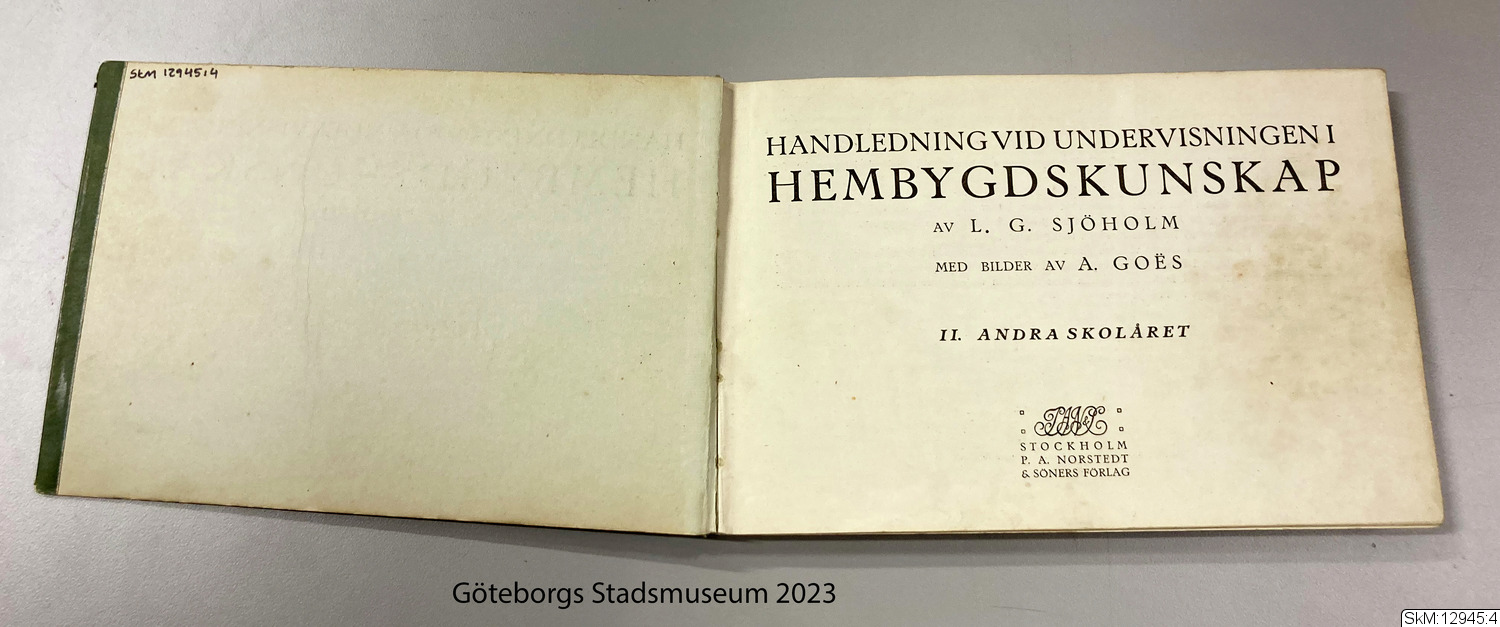 SkM 12945:4
HANDLEDNING VID UNDERVISNINGEN I
HEMBYGDSKUNSKAP
AV L. G. SJÖHOLM
MED BILDER AV A. GOËS
II. ANDRA SKOLÅRET
STOCKHOLM
P. A. NORSTEDT
& SÖNERS FÖRLAG
Göteborgs Stadsmuseum 2023
SkM:12945:4